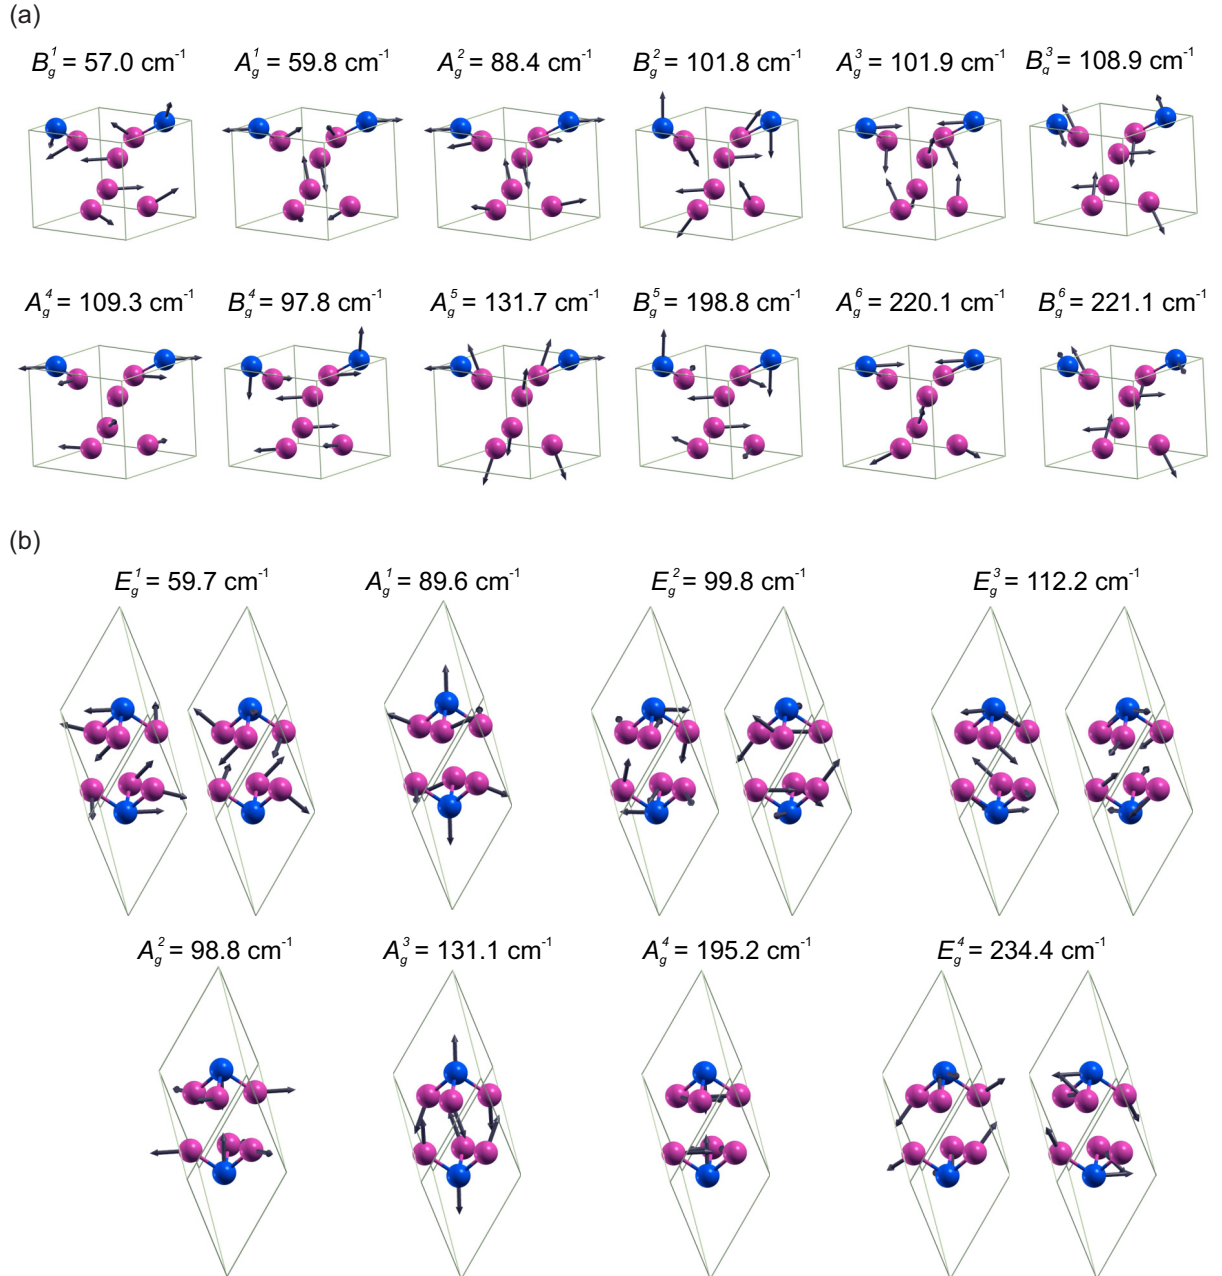 (a)
B_g^1 = 57.0 cm^-1 A_g^1 = 59.8 cm^-1 A_g^2 = 88.4 cm^-1 B_g^2 = 101.8 cm^-1 A_g^3 = 101.9 cm^-1 B_g^3 = 108.9 cm^-1
A_g^4 = 109.3 cm^-1 B_g^4 = 97.8 cm^-1 A_g^5 = 131.7 cm^-1 B_g^5 = 198.8 cm^-1 A_g^6 = 220.1 cm^-1 B_g^6 = 221.1 cm^-1
(b)
E_g^1 = 59.7 cm^-1 A_g^1 = 89.6 cm^-1 E_g^2 = 99.8 cm^-1 E_g^3 = 112.2 cm^-1
A_g^2 = 98.8 cm^-1 A_g^3 = 131.1 cm^-1 A_g^4 = 195.2 cm^-1 E_g^4 = 234.4 cm^-1